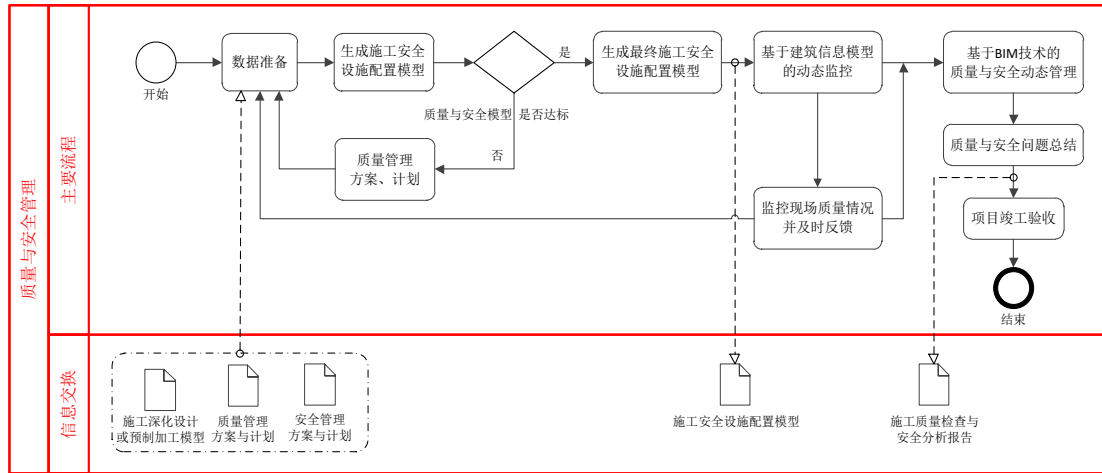 质量与安全管理
主要流程
开始
数据准备
生成施工安全
设施配置模型
是
质量与安全模型 是否达标
否
质量管理
方案、计划
生成最终施工安全
设施配置模型
基于建筑信息模型
的动态监控
监控现场质量情况
并及时反馈
基于BIM技术的
质量与安全动态管理
质量与安全问题总结
项目竣工验收
结束
信息交换
施工深化设计
或预制加工模型
质量管理
方案与计划
安全管理
方案与计划
施工安全设施配置模型
施工质量检查与
安全分析报告